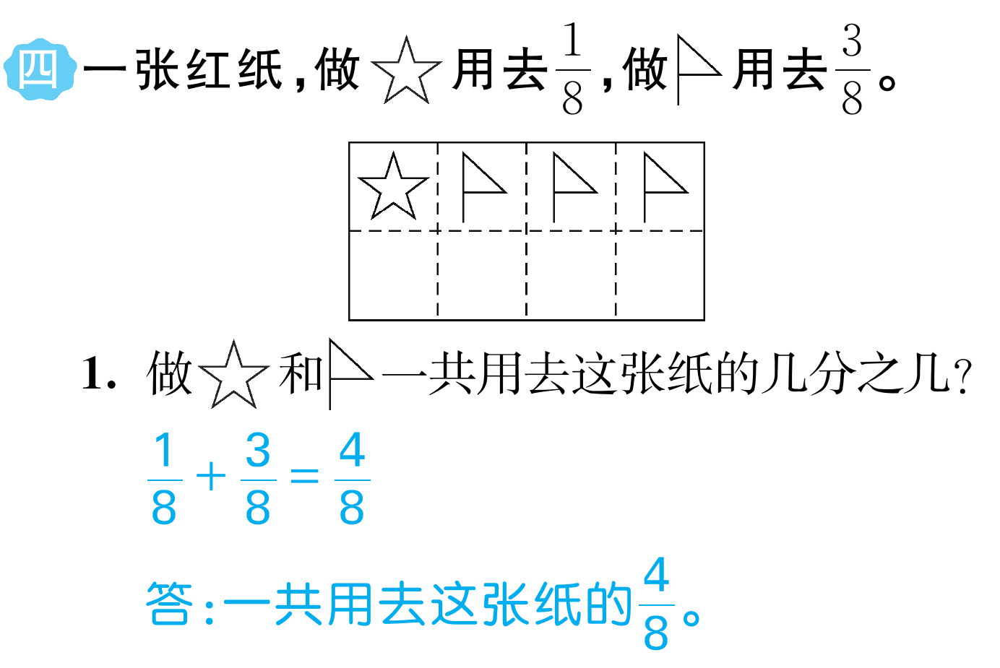 四 一张红纸,做☆用去1/8,做用去3/8。
1. 做☆和一共用去这张纸的几分之几?
1/8 + 3/8 = 4/8
答:一共用去这张纸的4/8。